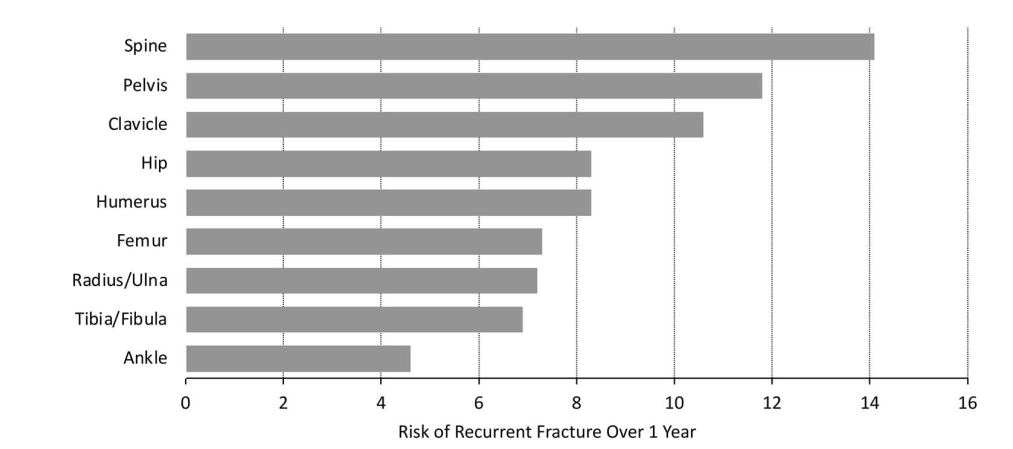 Spine
Pelvis
Clavicle
Hip
Humerus
Femur
Radius/Ulna
Tibia/Fibula
Ankle
0 2 4 6 8 10 12 14 16
Risk of Recurrent Fracture Over 1 Year